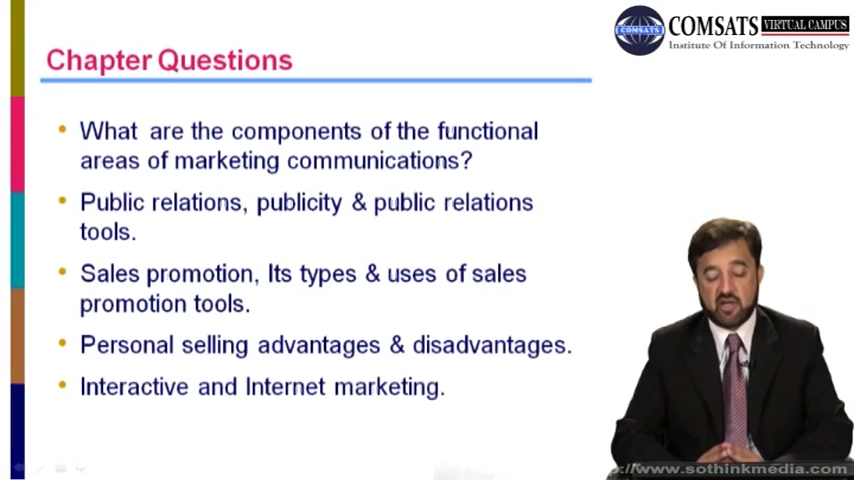 Chapter Questions
COMSATS VIRTUAL CAMPUS
Institute Of Information Technology
COMSATS
• What are the components of the functional
areas of marketing communications?
• Public relations, publicity & public relations
tools.
• Sales promotion, Its types & uses of sales
promotion tools.
• Personal selling advantages & disadvantages.
• Interactive and Internet marketing.
://www.sothinkmedia.com/